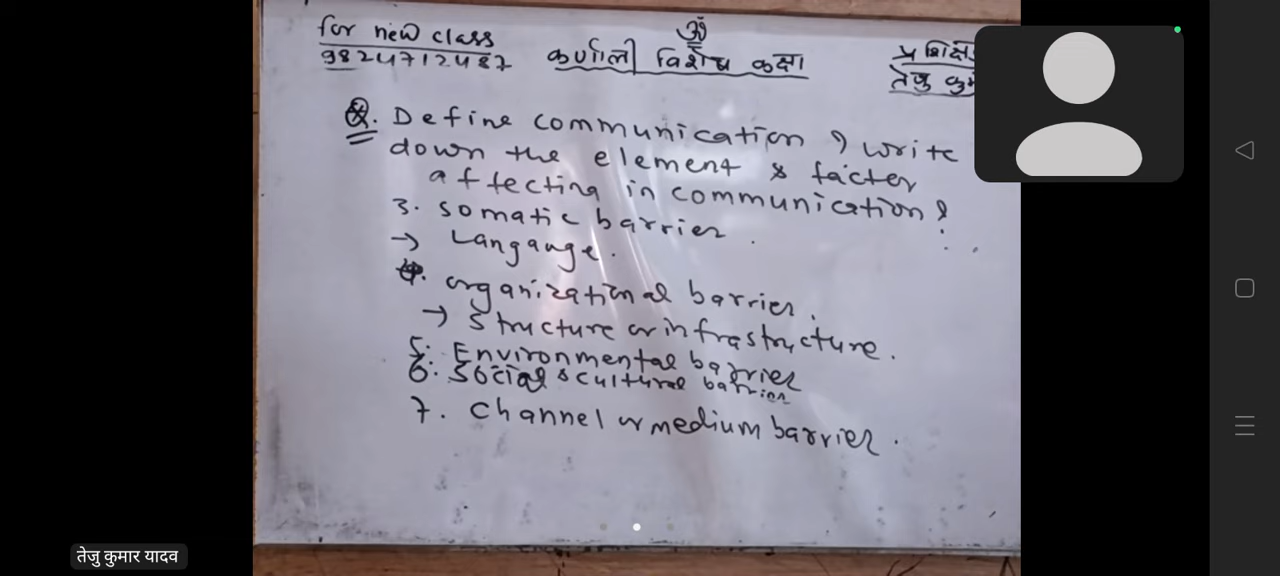 for new class
ॐ
9824712487
कर्णाली विशेष कक्षा
प्रशिक्ष
तेजु कुम
Q. Define communication ? write
down the element & facter
affecting in communication ?
3. somatic barrier.
→ Langauge.
4. organizational barrier.
→ structure or infrastructure.
5. Environmental barrier
6. social & cultural barrier
7. channel or medium barrier.
तेजु कुमार यादव